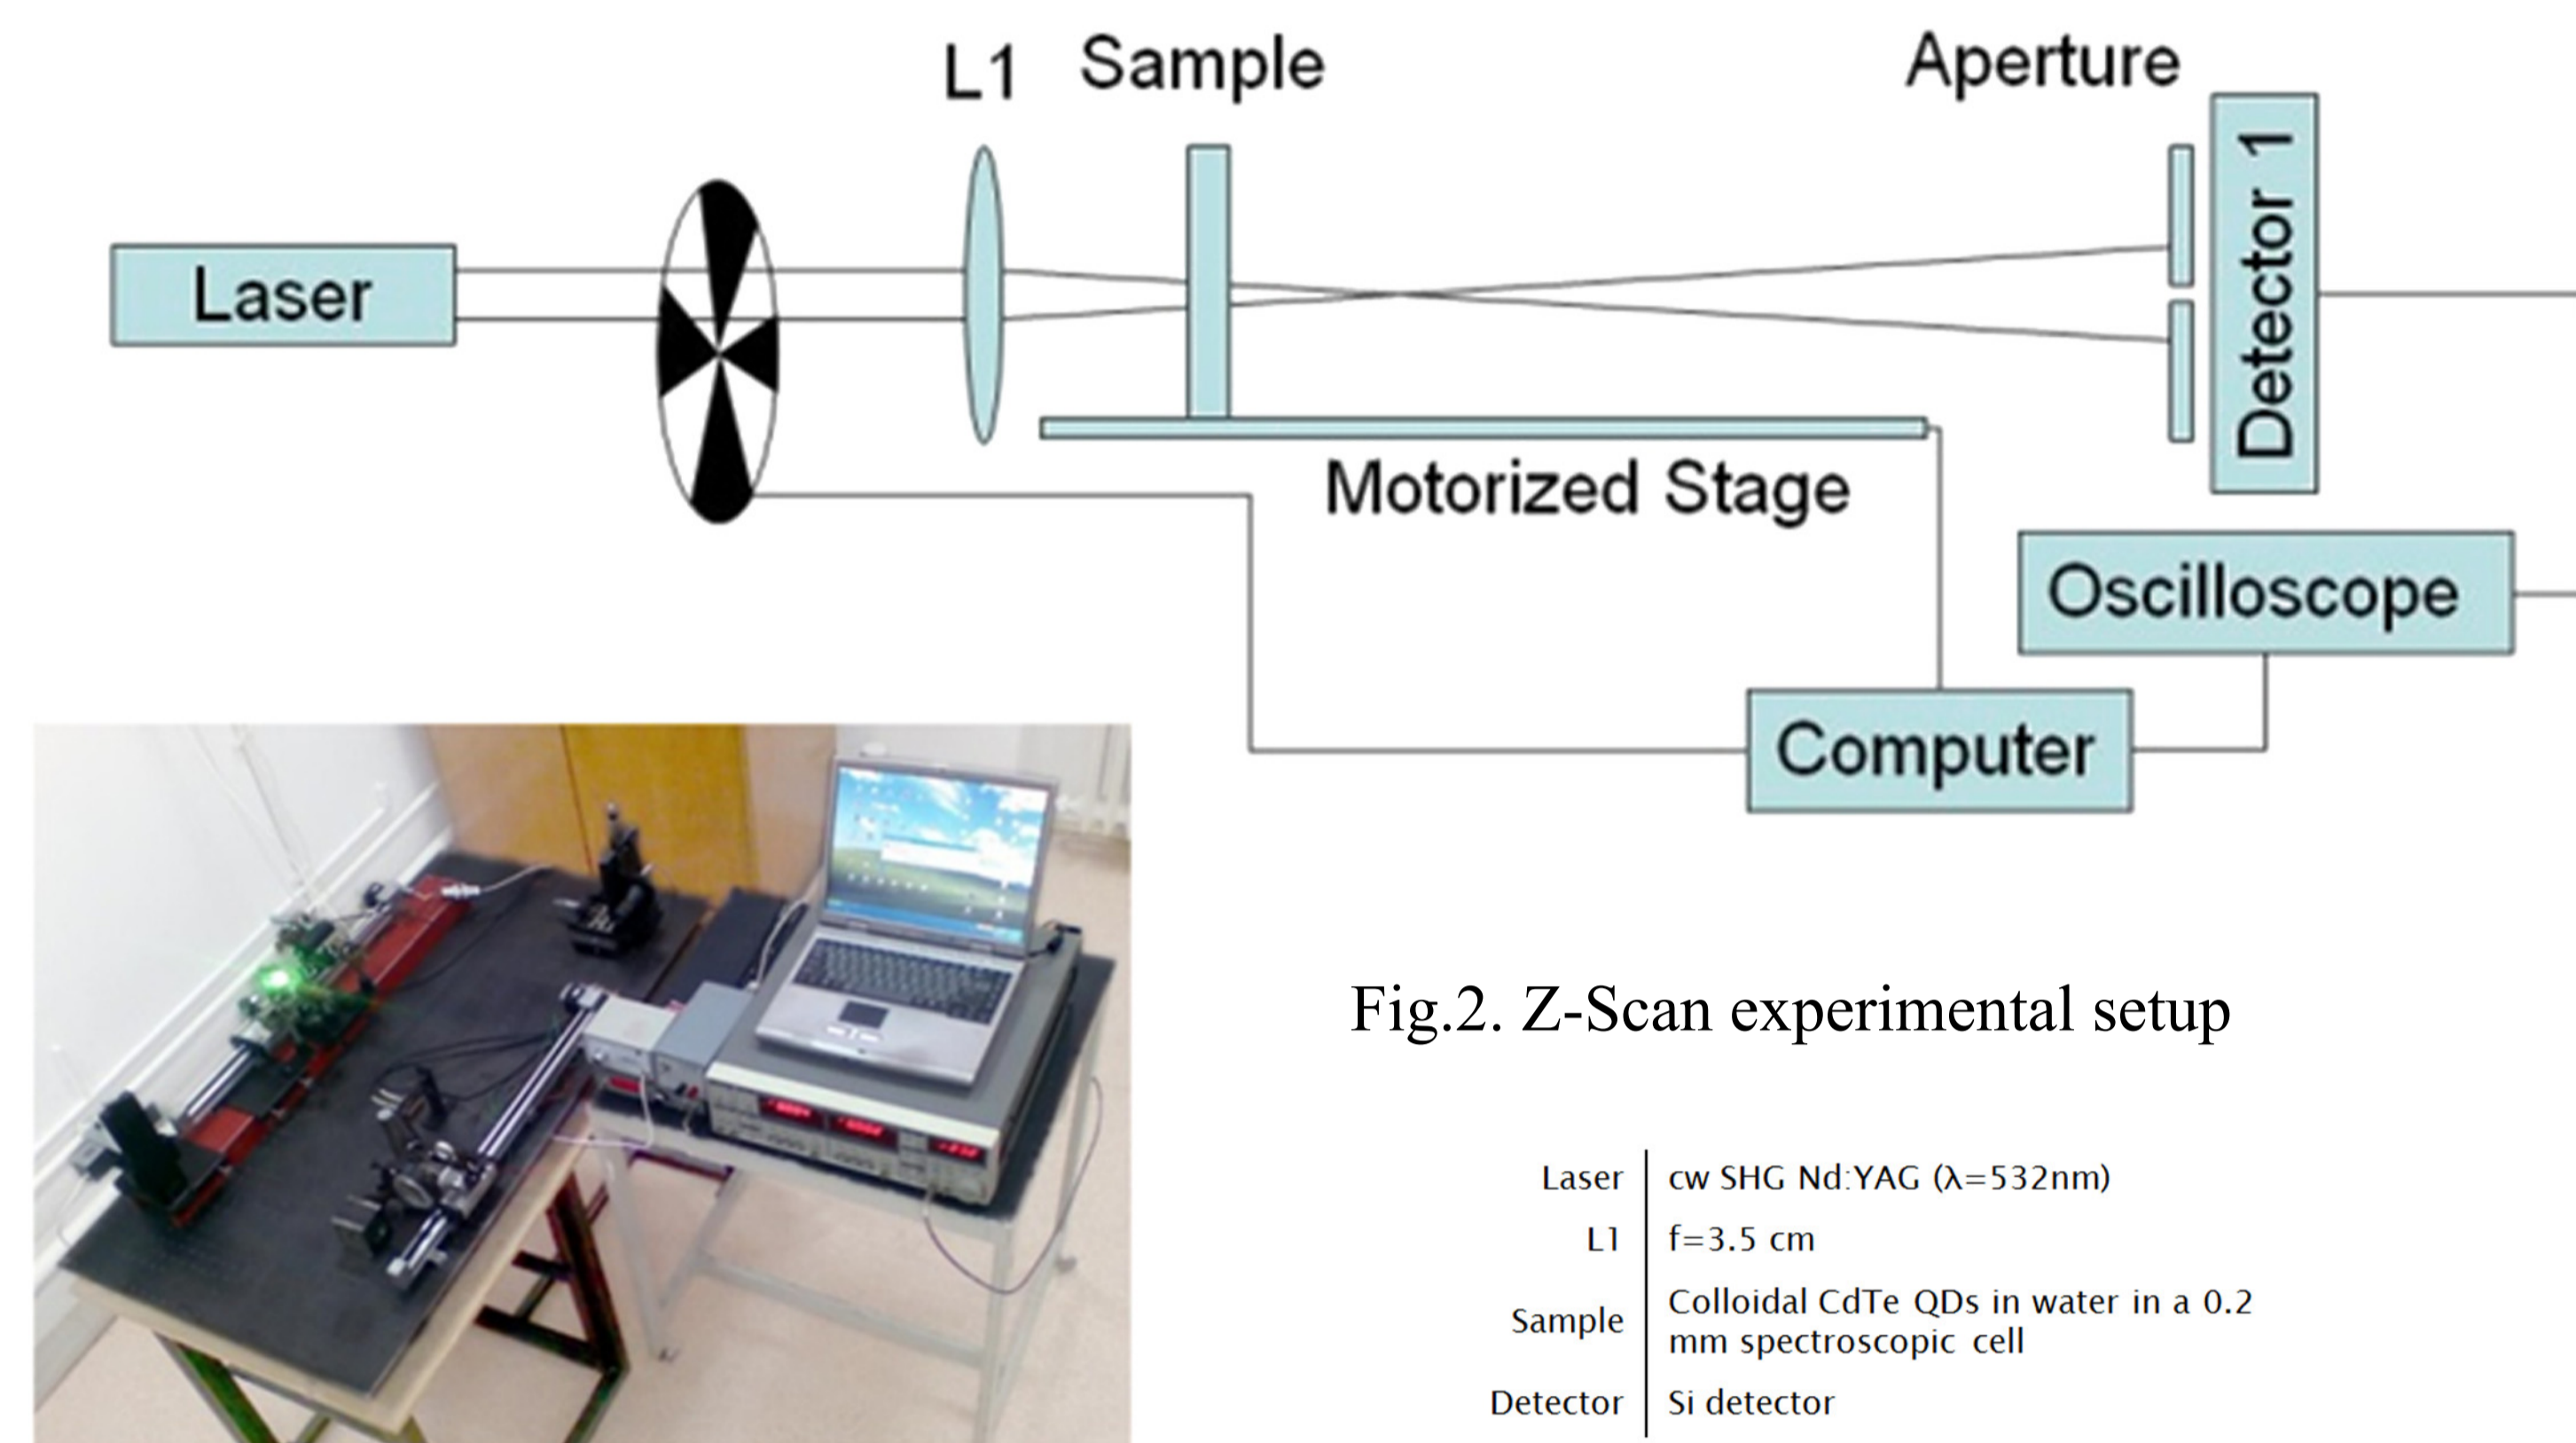 L1 Sample Aperture
Laser
Detector 1
Motorized Stage
Oscilloscope
Computer
Fig.2. Z-Scan experimental setup
Laser cw SHG Nd:YAG (λ=532nm)
L1 f=3.5 cm
Sample Colloidal CdTe QDs in water in a 0.2
mm spectroscopic cell
Detector Si detector